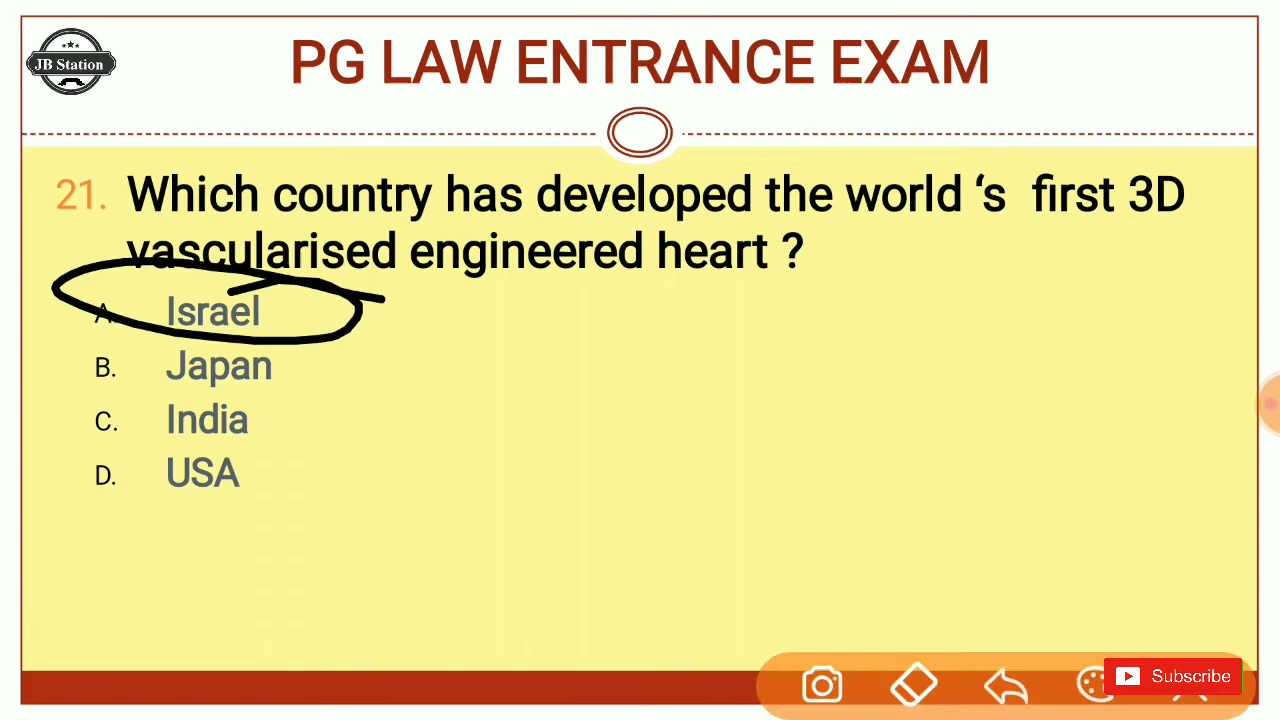 JB Station
PG LAW ENTRANCE EXAM
21. Which country has developed the world ‘s first 3D
vascularised engineered heart ?
A. Israel
B. Japan
C. India
D. USA
Subscribe